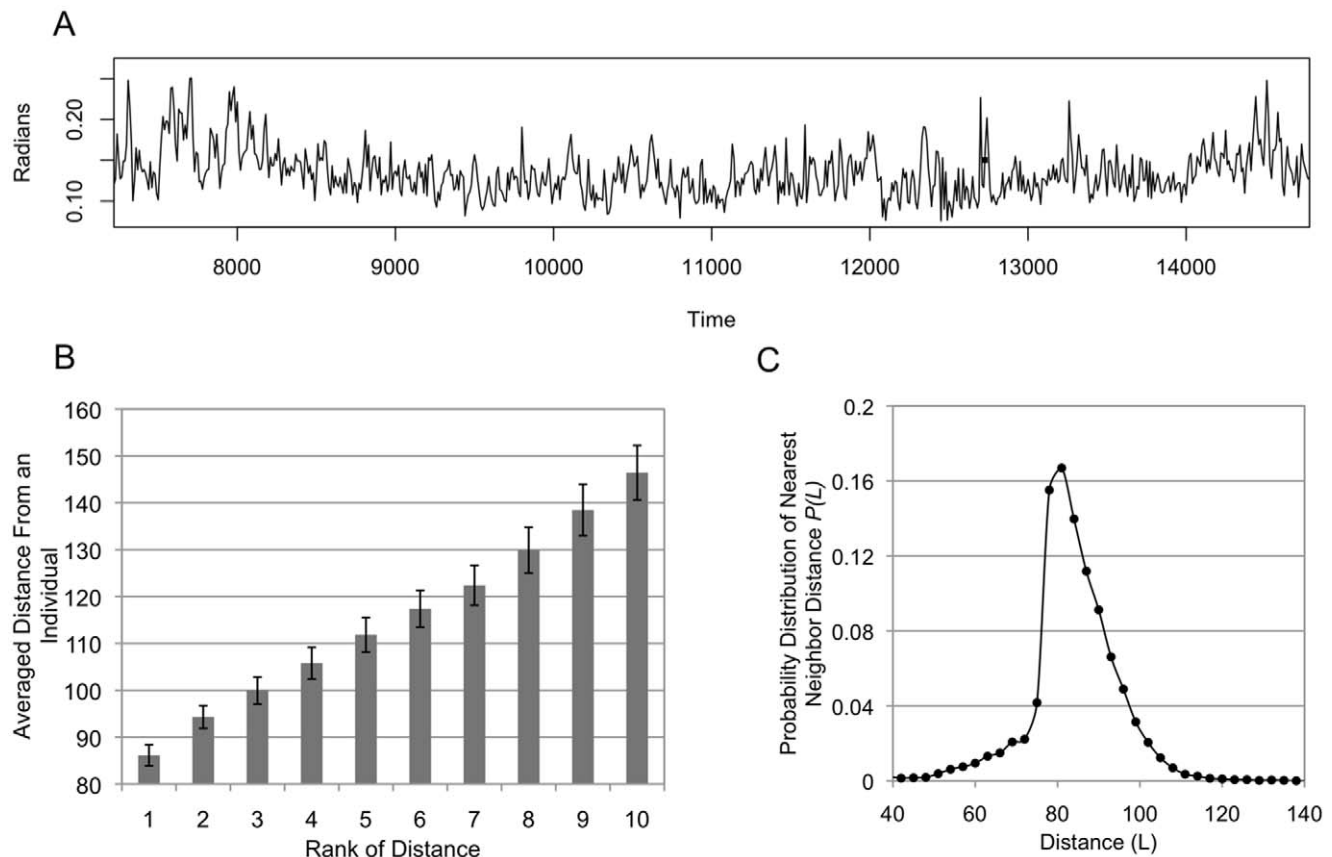 A
Radians
0.20
0.10
8000 9000 10000 11000 12000 13000 14000
Time
B
Averaged Distance From an
Individual
160
150
140
130
120
110
100
90
80
1 2 3 4 5 6 7 8 9 10
Rank of Distance
C
Probability Distribution of Nearest
Neighbor Distance P(L)
0.2
0.16
0.12
0.08
0.04
0
40 60 80 100 120 140
Distance (L)